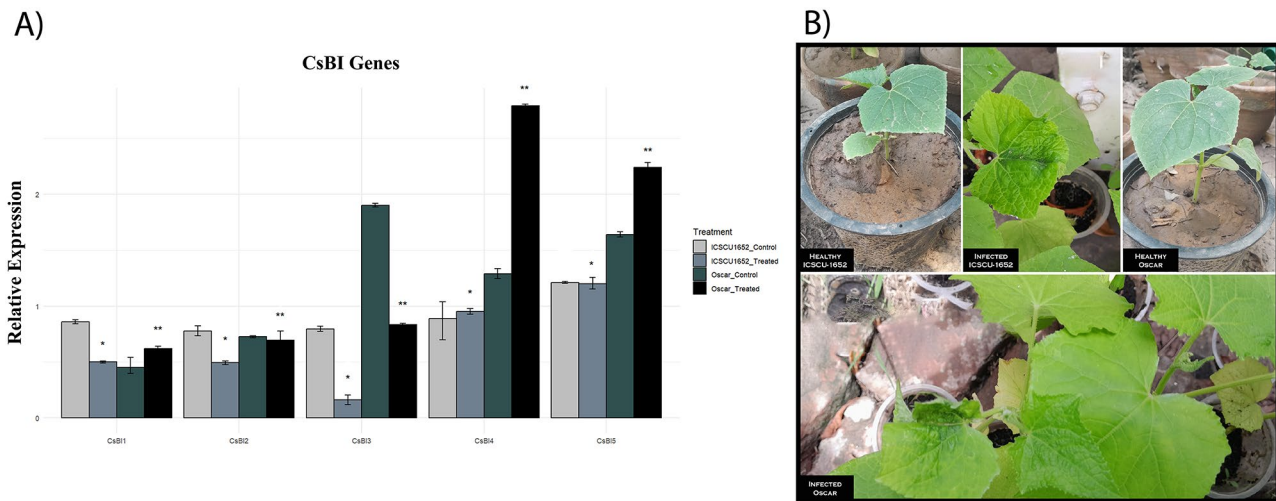 A)
B)
CsBI Genes
Relative Expression
2
1
0
*
**
*
**
*
**
*
**
*
**
CsBI1
CsBI2
CsBI3
CsBI4
CsBI5
Treatment
ICSCU1652_Control
ICSCU1652_Treated
Oscar_Control
Oscar_Treated
HEALTHY
ICSCU-1652
INFECTED
ICSCU-1652
HEALTHY
OSCAR
INFECTED
OSCAR